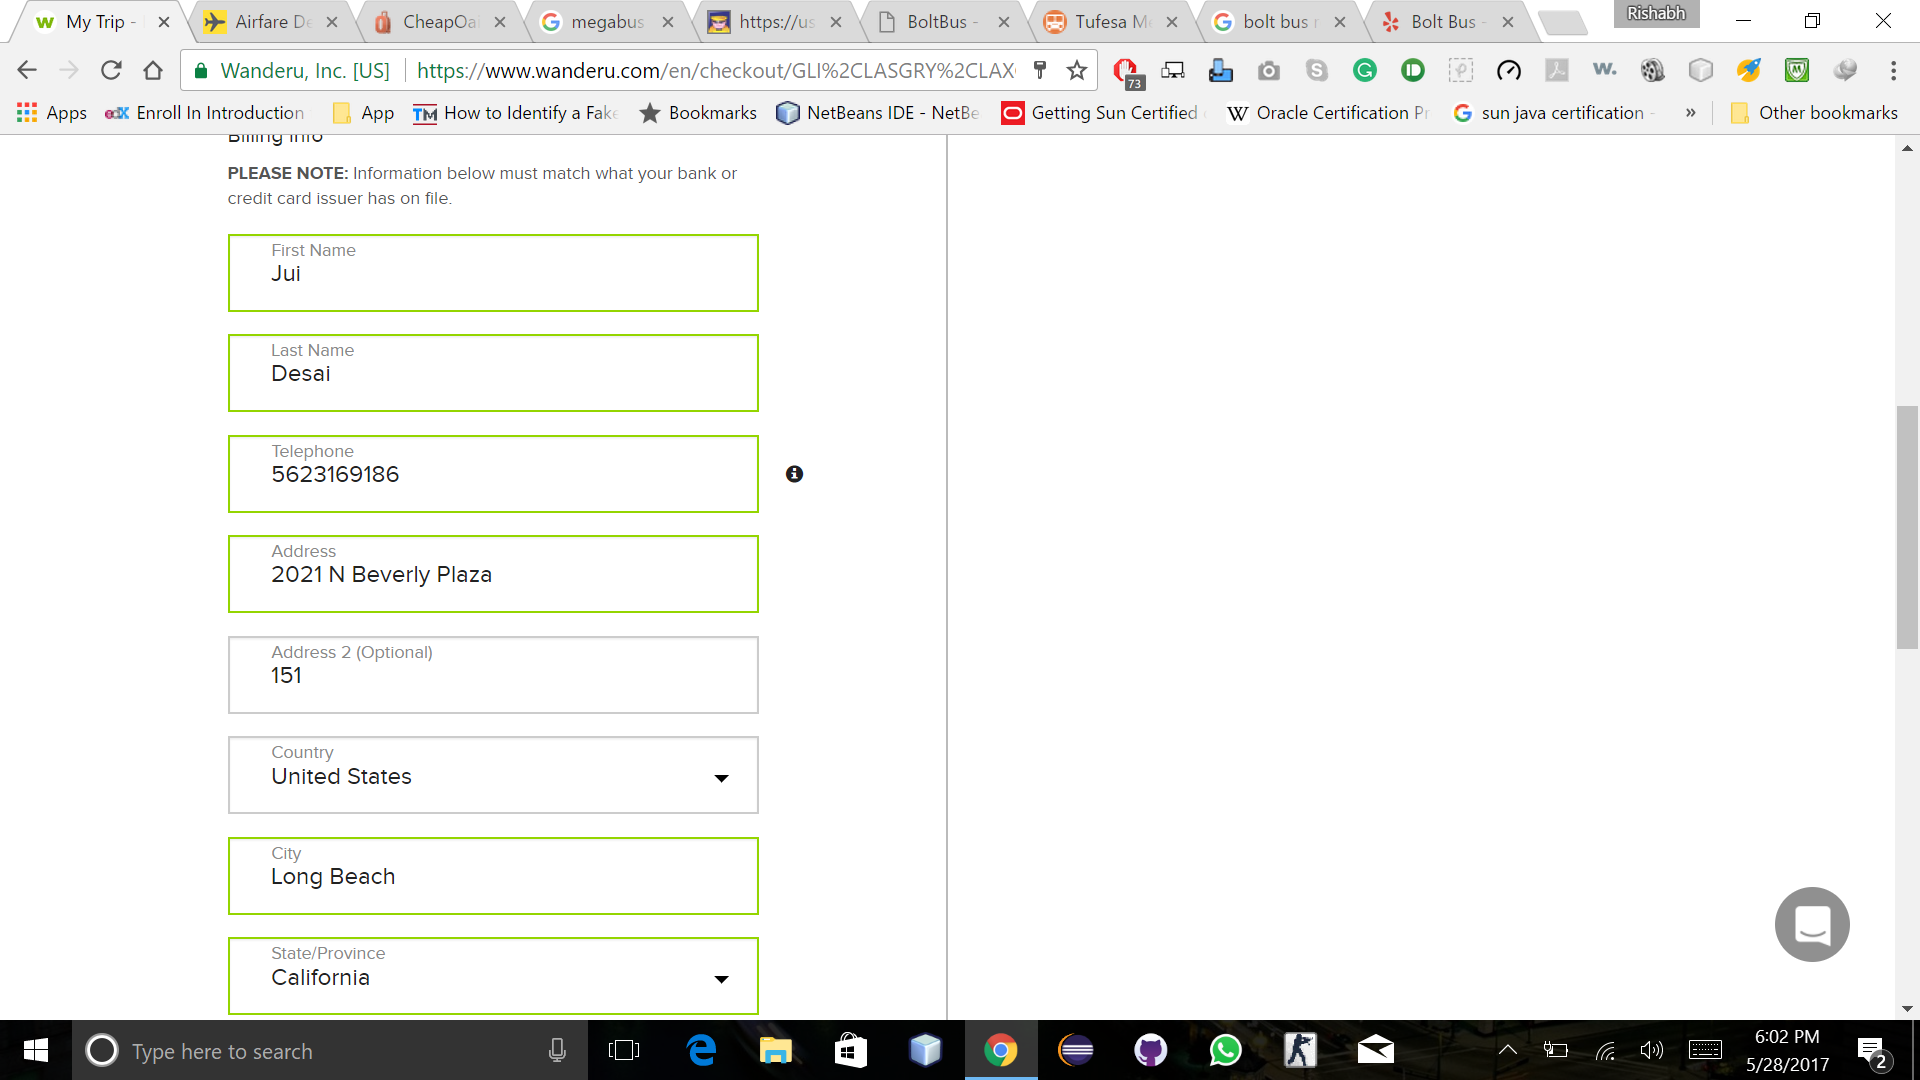 My Trip -
Airfare De
CheapOai
megabus
https://us
BoltBus -
Tufesa Me
bolt bus r
Bolt Bus -
Rishabh
Wanderu, Inc. [US]
https://www.wanderu.com/en/checkout/GLI%2CLASGRY%2CLAX
73
Apps
edX Enroll In Introduction
App
TM How to Identify a Fake
Bookmarks
NetBeans IDE - NetBe
Getting Sun Certified
W Oracle Certification Pr
sun java certification -
»
Other bookmarks
Billing Info
PLEASE NOTE: Information below must match what your bank or
credit card issuer has on file.
First Name
Jui
Last Name
Desai
Telephone
5623169186
Address
2021 N Beverly Plaza
Address 2 (Optional)
151
Country
United States
City
Long Beach
State/Province
California
Type here to search
6:02 PM
5/28/2017
2